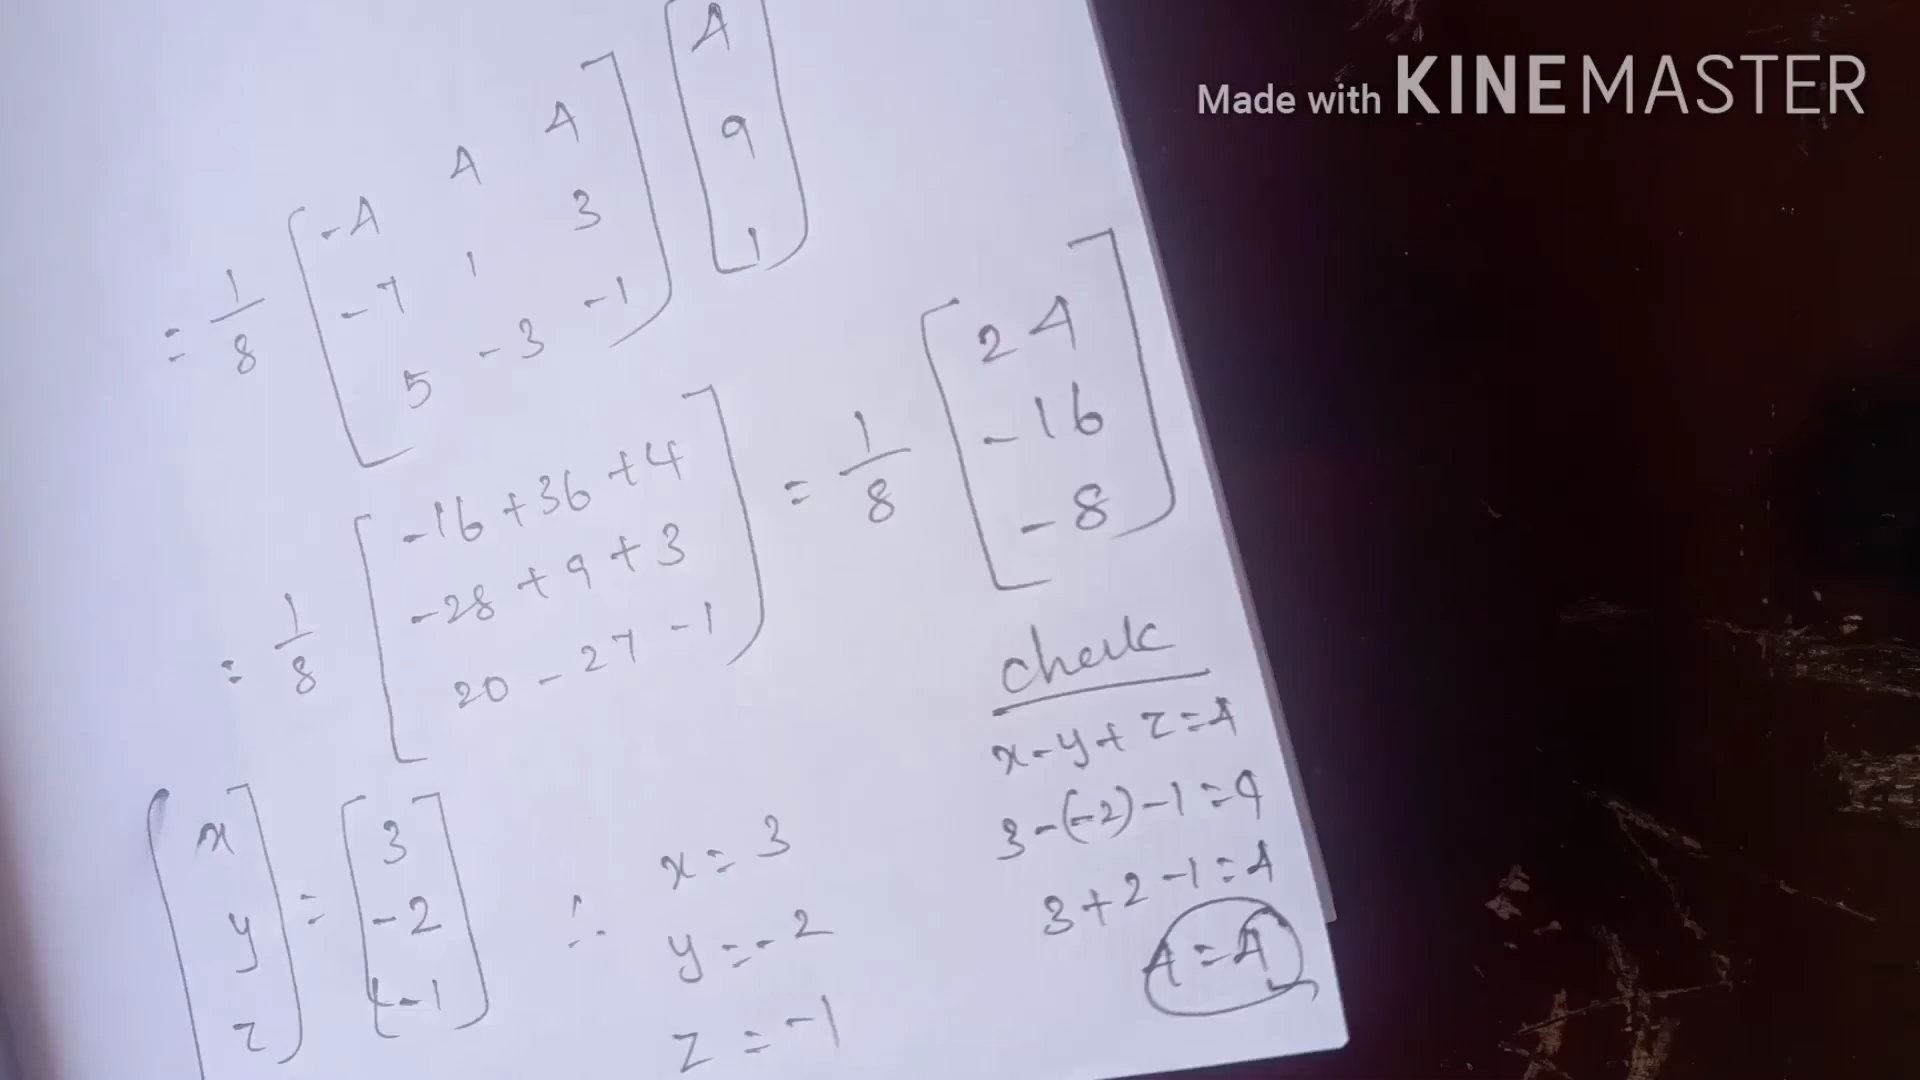 Made with KINEMASTER
= 1/8 [-4 4 4
-7 1 3
5 -3 -1] [4
9
1]
= 1/8 [-16 + 36 + 4
-28 + 9 + 3
20 - 27 - 1] = 1/8 [24
-16
-8]
[x
y
z] = [3
-2
-1] ∴ x = 3
y = -2
z = -1
check
x - y + z = 4
3 - (-2) - 1 = 4
3 + 2 - 1 = 4
4 = 4